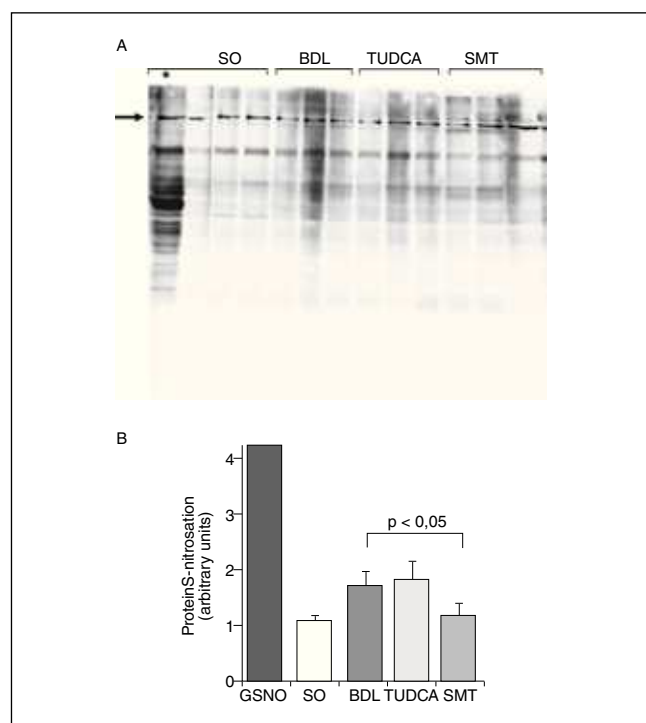 A
SO BDL TUDCA SMT
*
B
ProteinS-nitrosation
(arbitrary units)
4
3
2
1
0
p < 0,05
GSNO SO BDL TUDCA SMT